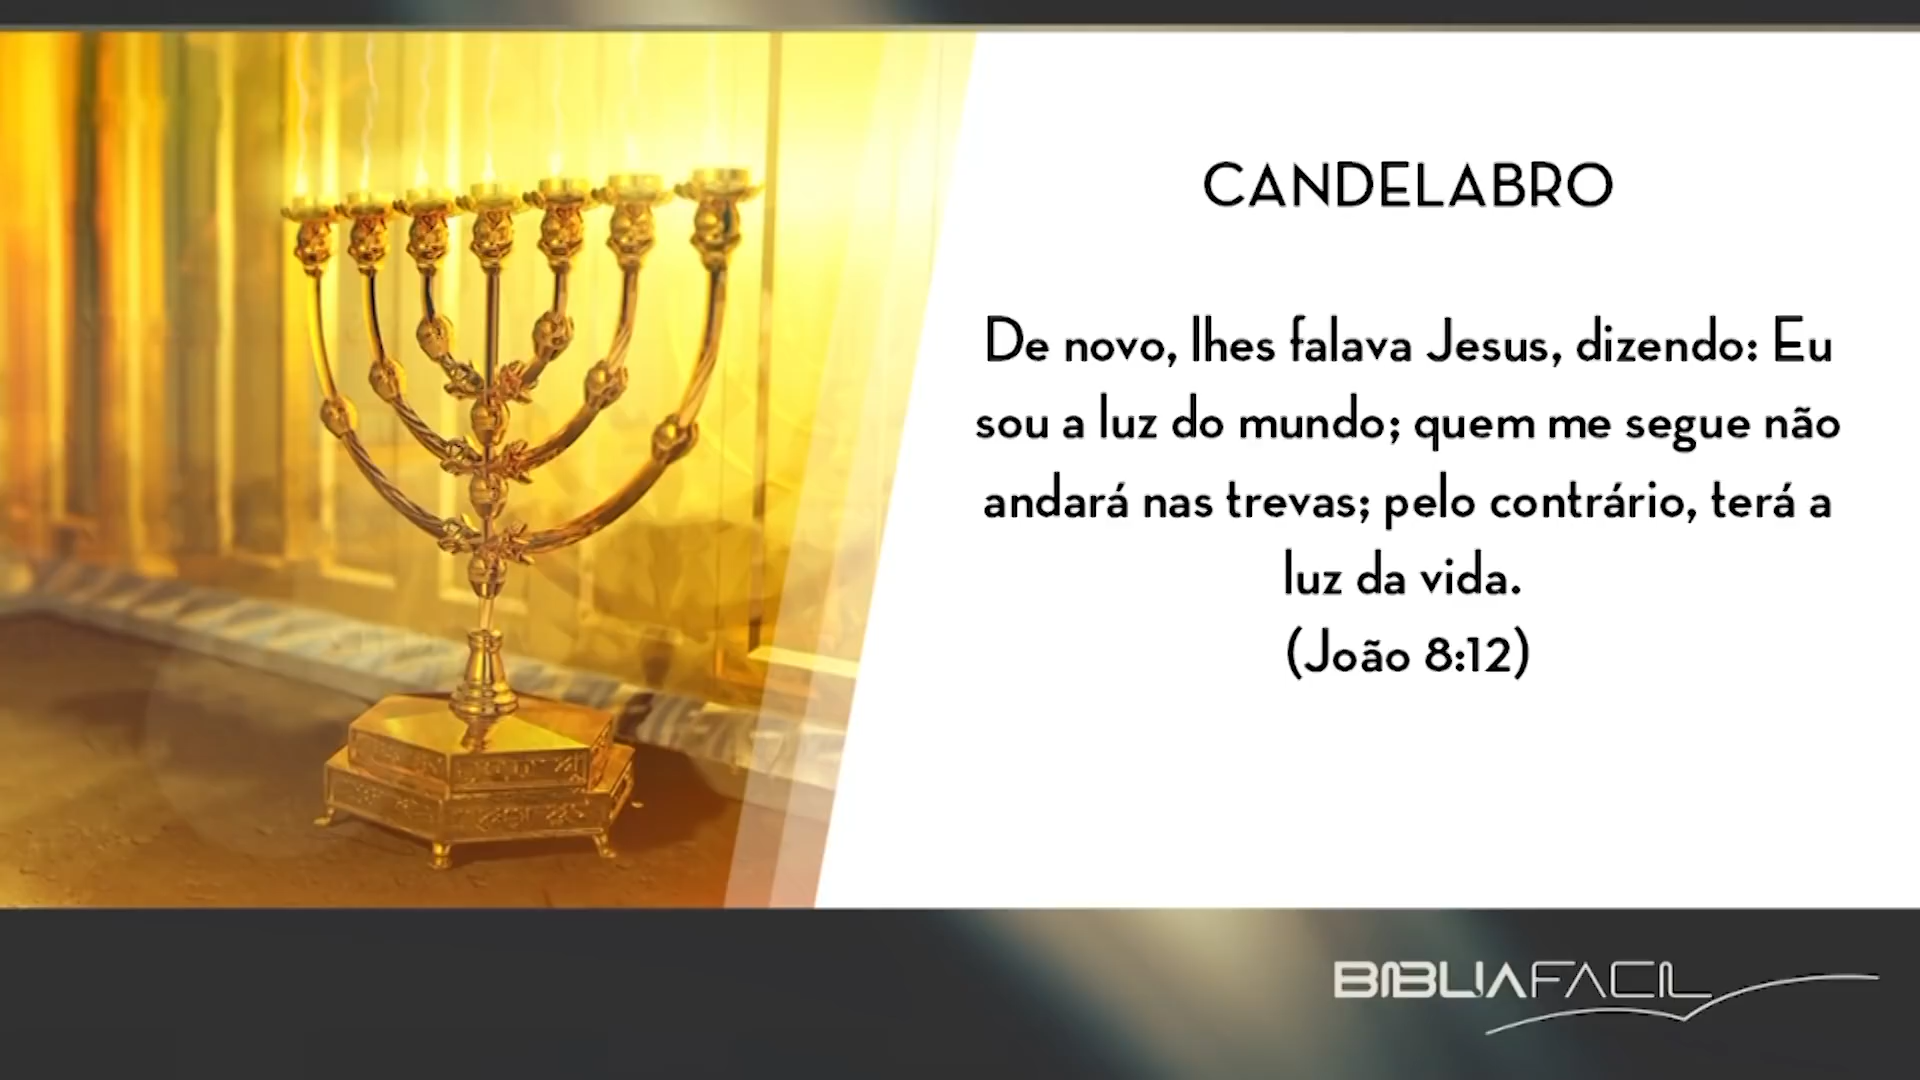 CANDELABRO
De novo, lhes falava Jesus, dizendo: Eu
sou a luz do mundo; quem me segue não
andará nas trevas; pelo contrário, terá a
luz da vida.
(João 8:12)
BIBLIAFACIL